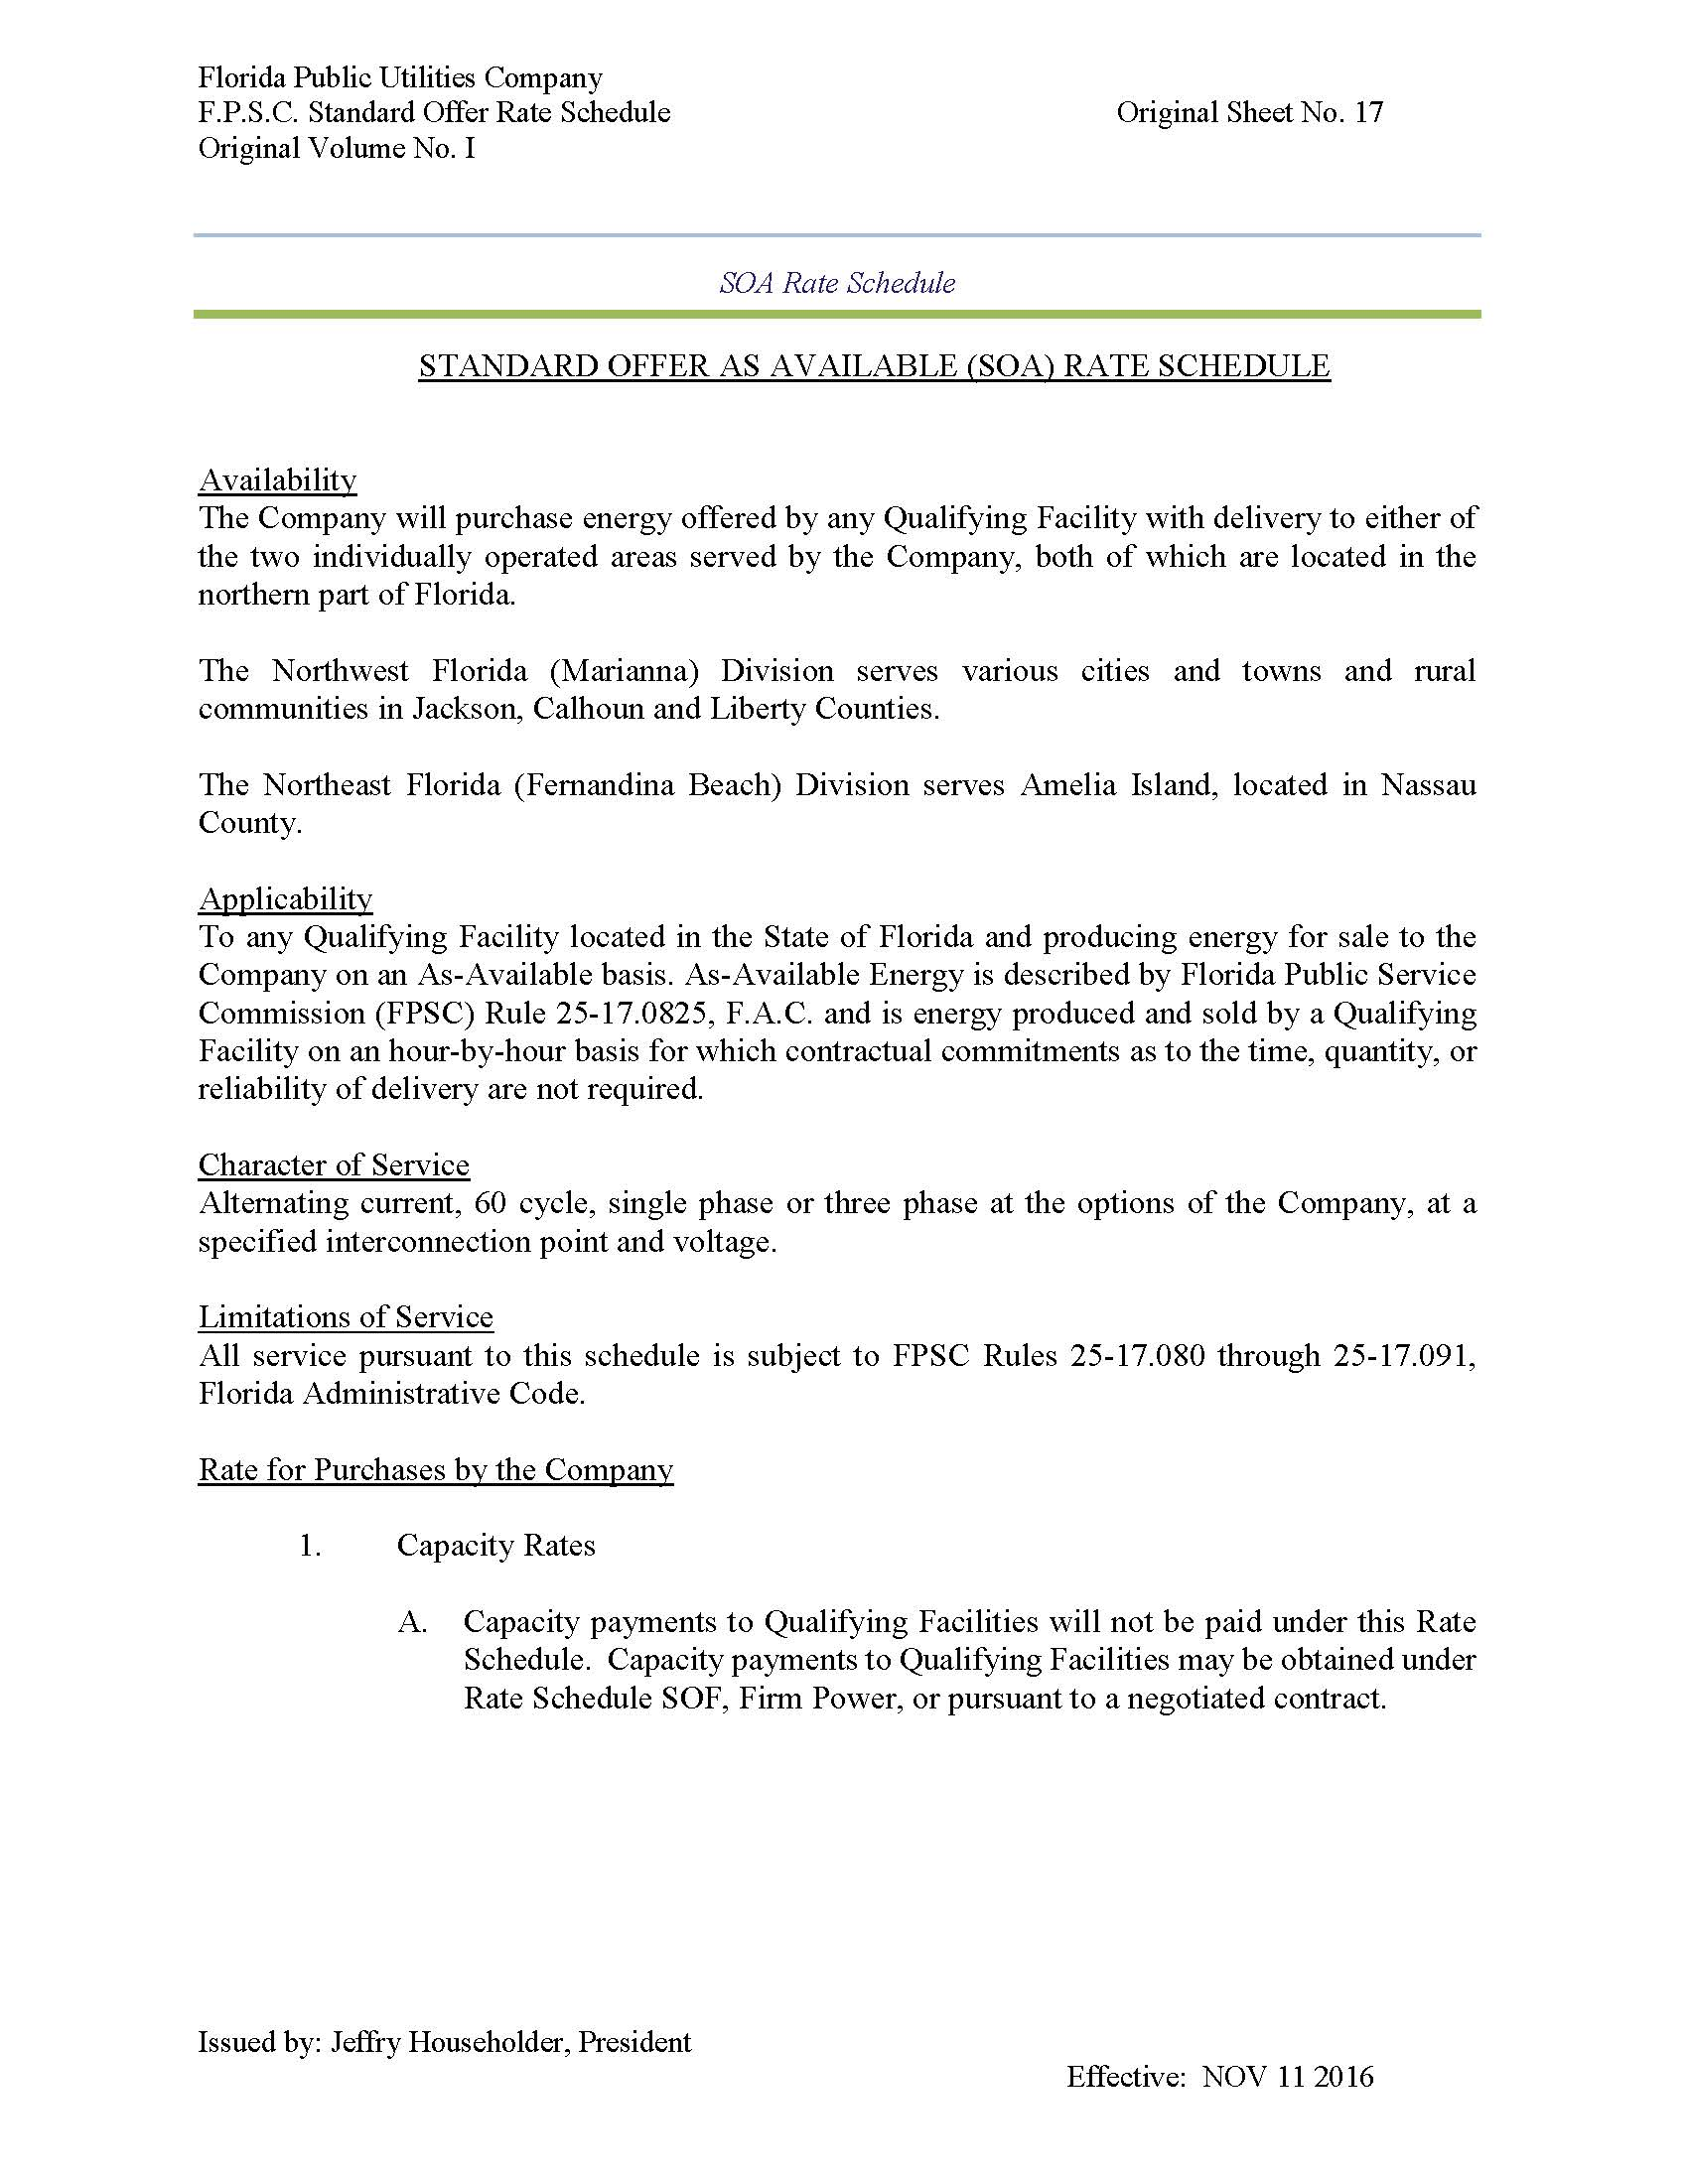 Florida Public Utilities Company
F.P.S.C. Standard Offer Rate Schedule Original Sheet No. 17
Original Volume No. I
SOA Rate Schedule
STANDARD OFFER AS AVAILABLE (SOA) RATE SCHEDULE
Availability
The Company will purchase energy offered by any Qualifying Facility with delivery to either of
the two individually operated areas served by the Company, both of which are located in the
northern part of Florida.
The Northwest Florida (Marianna) Division serves various cities and towns and rural
communities in Jackson, Calhoun and Liberty Counties.
The Northeast Florida (Fernandina Beach) Division serves Amelia Island, located in Nassau
County.
Applicability
To any Qualifying Facility located in the State of Florida and producing energy for sale to the
Company on an As-Available basis. As-Available Energy is described by Florida Public Service
Commission (FPSC) Rule 25-17.0825, F.A.C. and is energy produced and sold by a Qualifying
Facility on an hour-by-hour basis for which contractual commitments as to the time, quantity, or
reliability of delivery are not required.
Character of Service
Alternating current, 60 cycle, single phase or three phase at the options of the Company, at a
specified interconnection point and voltage.
Limitations of Service
All service pursuant to this schedule is subject to FPSC Rules 25-17.080 through 25-17.091,
Florida Administrative Code.
Rate for Purchases by the Company
1. Capacity Rates
A. Capacity payments to Qualifying Facilities will not be paid under this Rate
Schedule. Capacity payments to Qualifying Facilities may be obtained under
Rate Schedule SOF, Firm Power, or pursuant to a negotiated contract.
Issued by: Jeffry Householder, President
Effective: NOV 11 2016